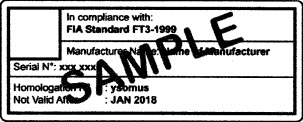 In compliance with:
FIA Standard FT3-1999
Manufacturer Name: Name of Manufacturer
Serial N°: xxx xxx
Homologation : ysomus
Not Valid After : JAN 2018
SAMPLE